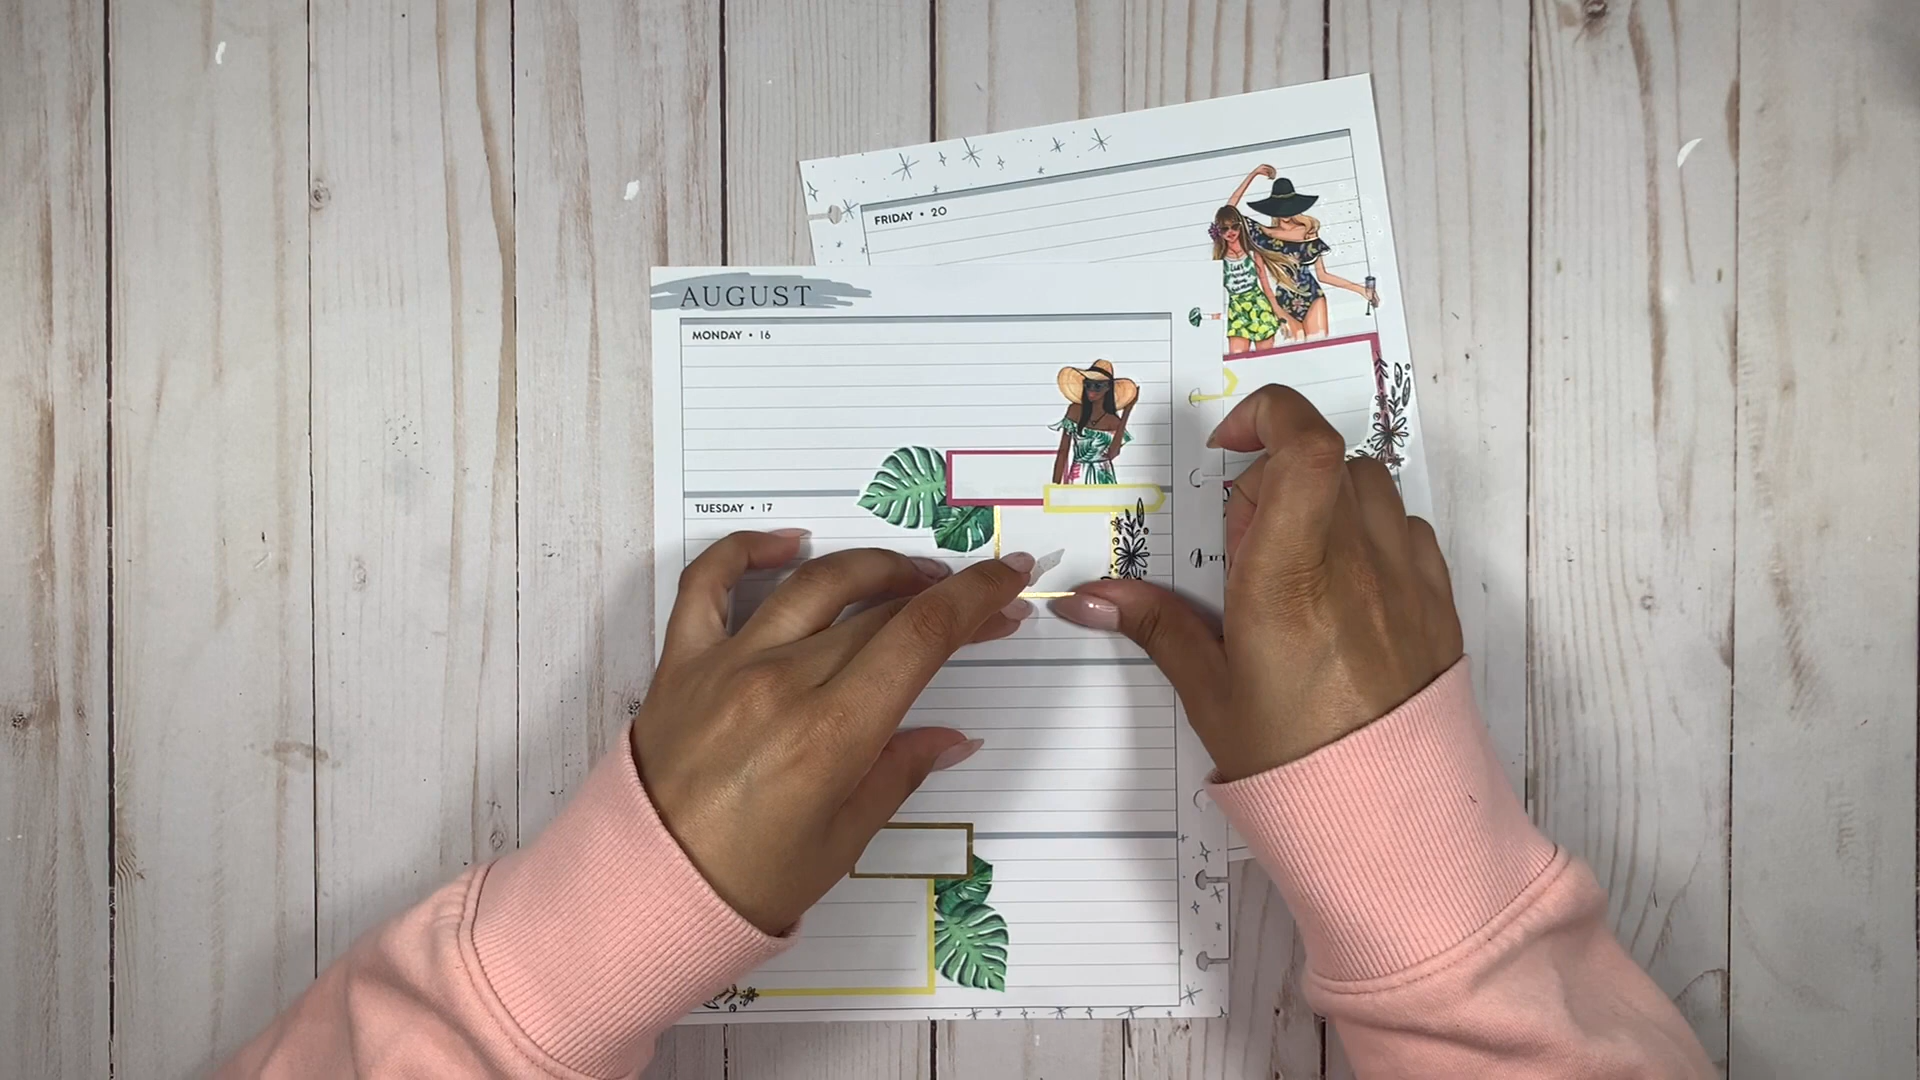 FRIDAY • 20
AUGUST
MONDAY • 16
TUESDAY • 17